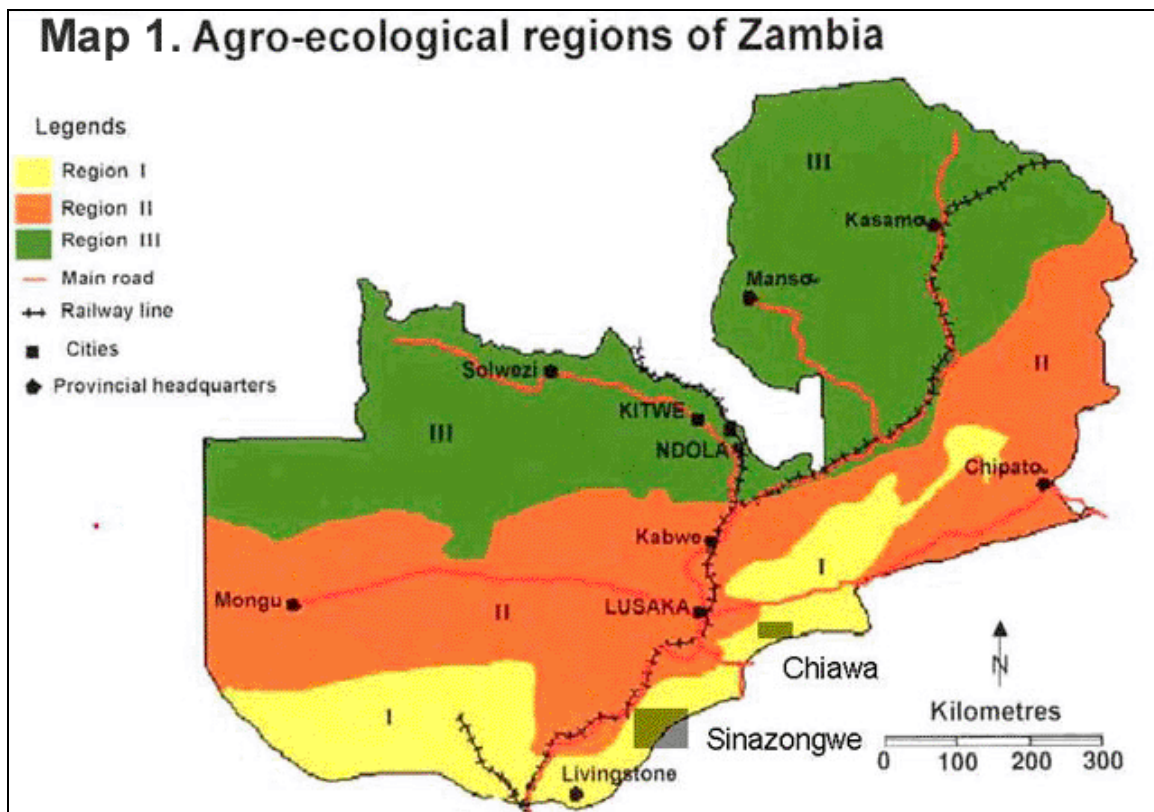 Map 1. Agro-ecological regions of Zambia
Legends
Region I
Region II
Region III
Main road
Railway line
Cities
Provincial headquarters
III
Kasamo
Manso
Solwezi
II
KITWE
III
NDOLA
Chipato
Kabwe
I
Mongu
II
LUSAKA
N
Chiawa
I
Kilometres
Sinazongwe
0 100 200 300
Livingstone